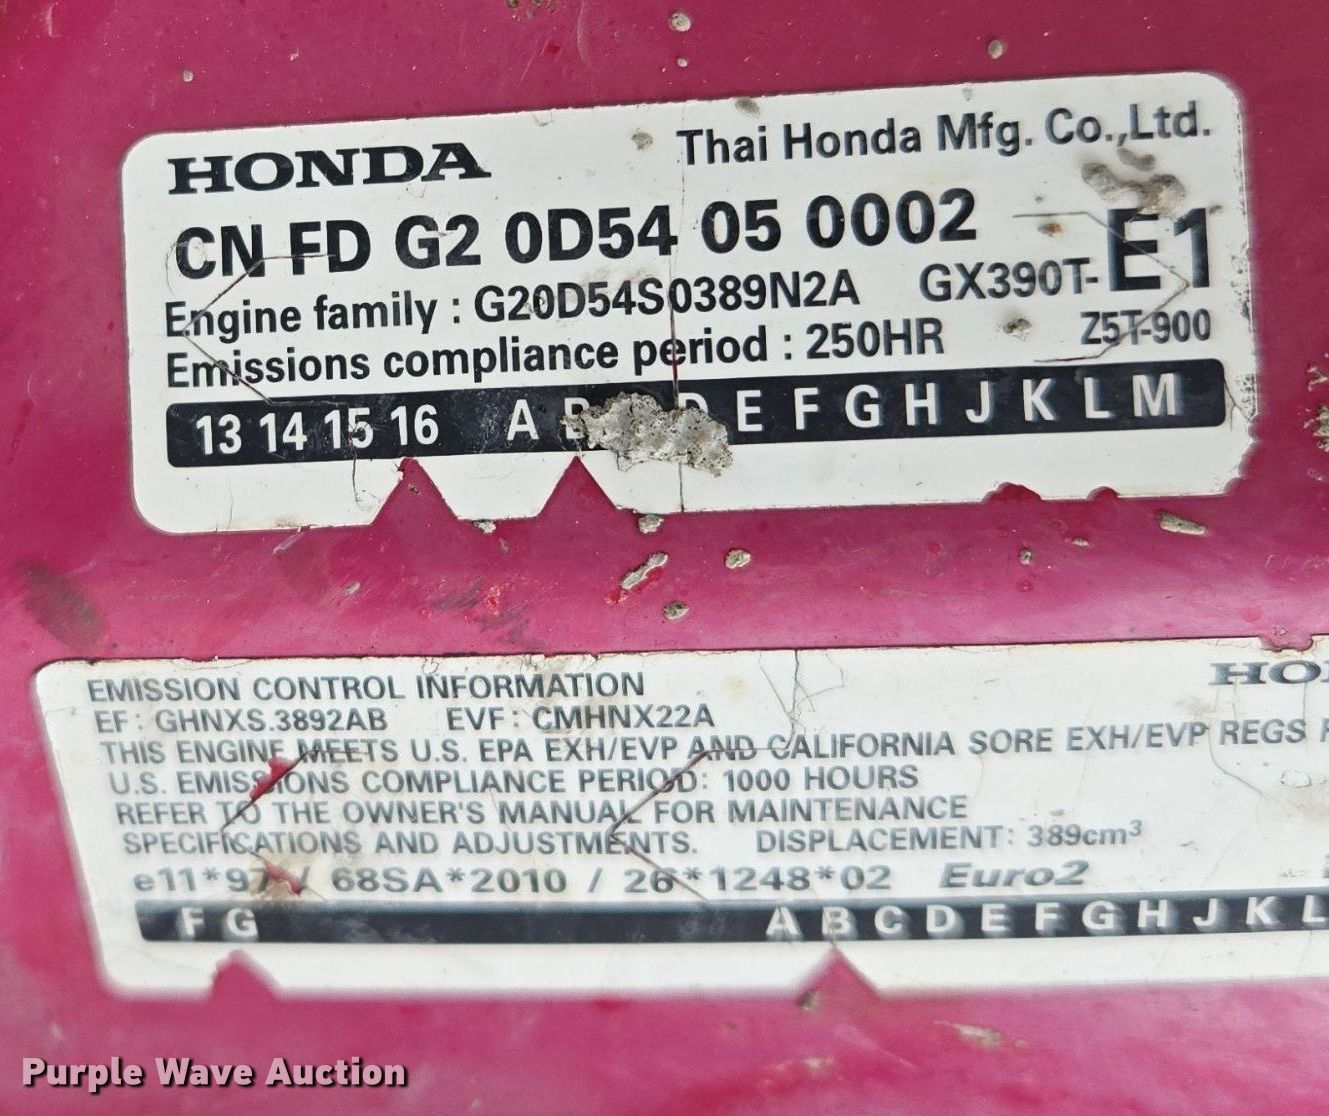 HONDA Thai Honda Mfg. Co.,Ltd.
CN FD G2 0D54 05 0002 E1
Engine family : G20D54S0389N2A GX390T-
Emissions compliance period : 250HR Z5T-900
13 14 15 16 A B D E F G H J K L M
EMISSION CONTROL INFORMATION
EF: GHNXS.3892AB EVF: CMHNX22A
THIS ENGINE MEETS U.S. EPA EXH/EVP AND CALIFORNIA SORE EXH/EVP REGS
U.S. EMISSIONS COMPLIANCE PERIOD: 1000 HOURS
REFER TO THE OWNER'S MANUAL FOR MAINTENANCE
SPECIFICATIONS AND ADJUSTMENTS. DISPLACEMENT: 389cm³
e11*97 / 68SA*2010 / 26*1248*02 Euro2
F G A B C D E F G H J K L
Purple Wave Auction